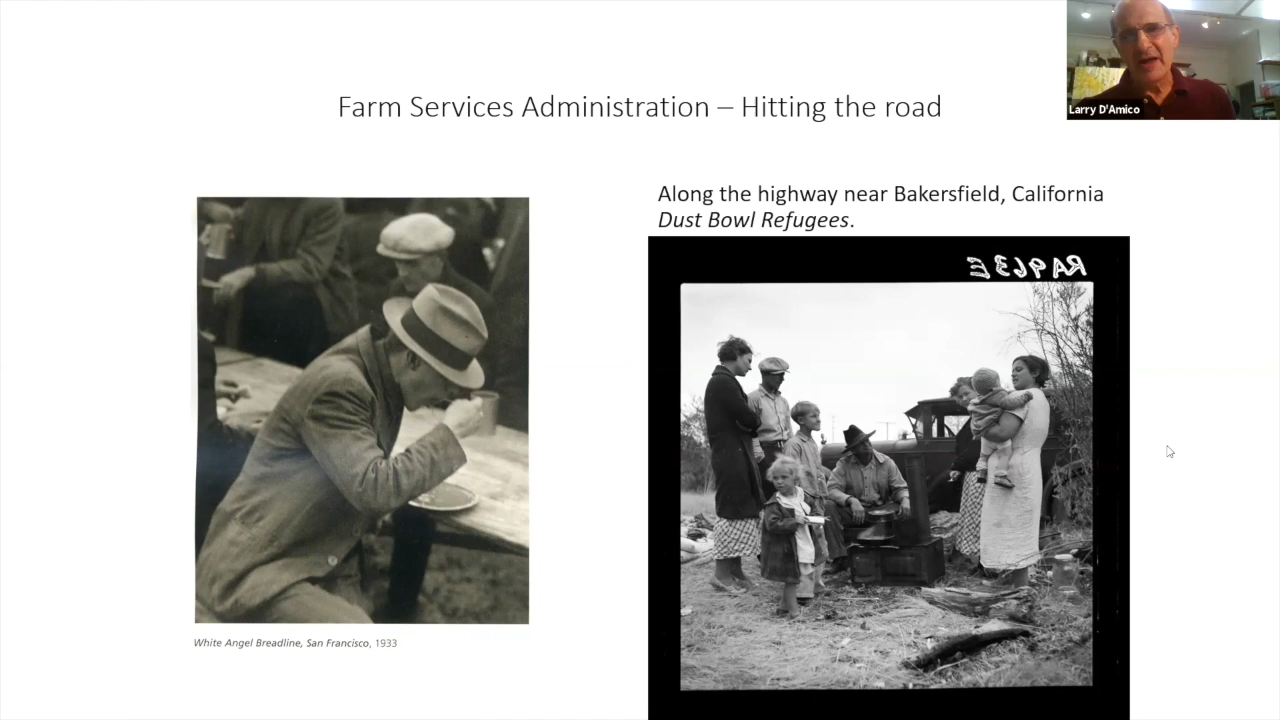 Farm Services Administration – Hitting the road
Larry D'Amico
Along the highway near Bakersfield, California
Dust Bowl Refugees.
RA963E
White Angel Breadline, San Francisco, 1933